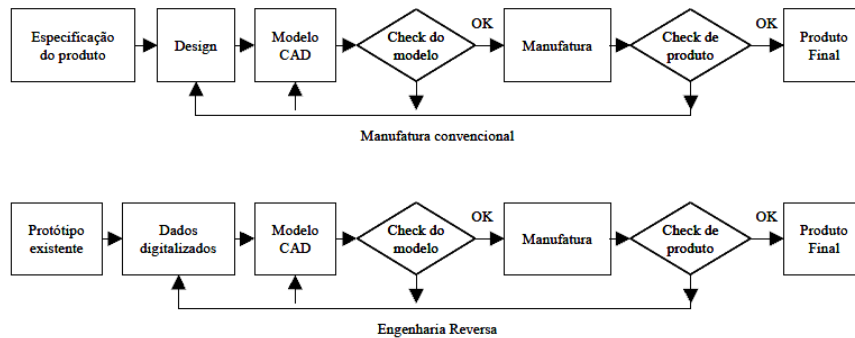 Especificação
do produto
Design
Modelo
CAD
Check do
modelo
OK
Manufatura
Check de
produto
OK
Produto
Final
Manufatura convencional
Protótipo
existente
Dados
digitalizados
Modelo
CAD
Check do
modelo
OK
Manufatura
Check de
produto
OK
Produto
Final
Engenharia Reversa